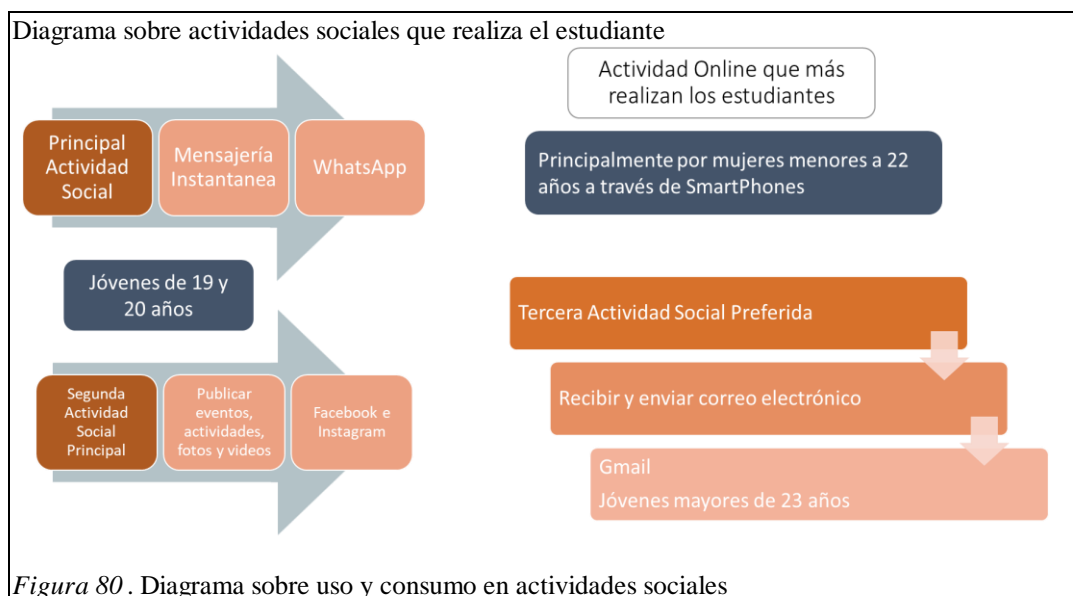 Diagrama sobre actividades sociales que realiza el estudiante
Principal
Actividad
Social
Mensajería
Instantanea
WhatsApp
Actividad Online que más
realizan los estudiantes
Principalmente por mujeres menores a 22
años a través de SmartPhones
Jóvenes de 19 y
20 años
Segunda
Actividad
Social
Principal
Publicar
eventos,
actividades,
fotos y videos
Facebook e
Instagram
Tercera Actividad Social Preferida
Recibir y enviar correo electrónico
Gmail
Jóvenes mayores de 23 años
Figura 80 . Diagrama sobre uso y consumo en actividades sociales